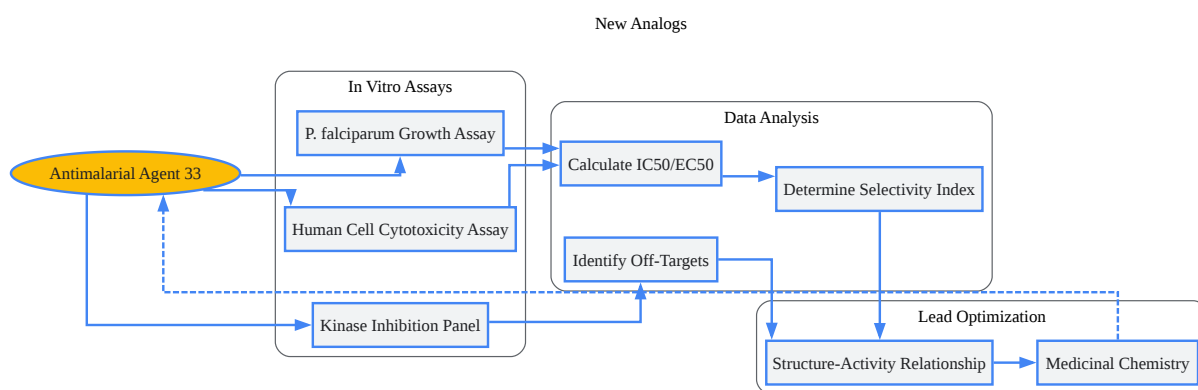 New Analogs
In Vitro Assays
P. falciparum Growth Assay
Data Analysis
Calculate IC50/EC50
Antimalarial Agent 33
Determine Selectivity Index
Human Cell Cytotoxicity Assay
Identify Off-Targets
Kinase Inhibition Panel
Lead Optimization
Structure-Activity Relationship
Medicinal Chemistry